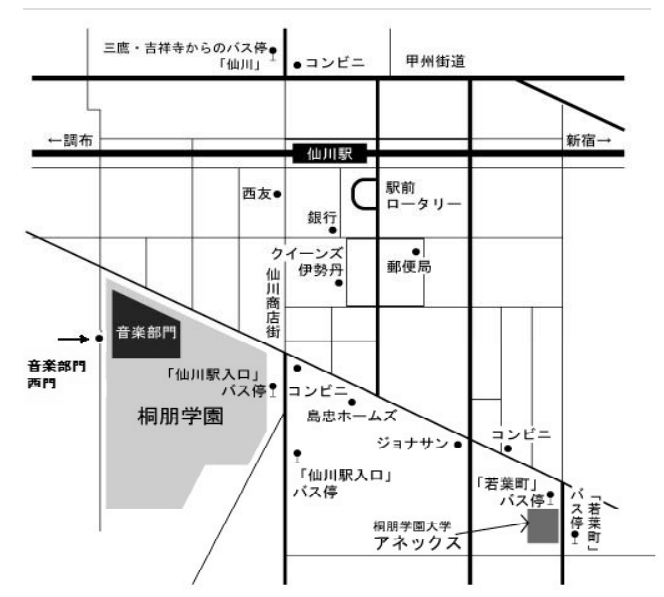 三鷹・吉祥寺からのバス停
「仙川」
コンビニ
甲州街道
←調布
仙川駅
新宿→
西友
駅前
ロータリー
銀行
クイーンズ
伊勢丹
郵便局
仙川商店街
音楽部門
音楽部門
西門
「仙川駅入口」
バス停
コンビニ
桐朋学園
島忠ホームズ
ジョナサン
コンビニ
「仙川駅入口」
バス停
「若葉町」
バス停
「若葉町」
バス停
桐朋学園大学
アネックス